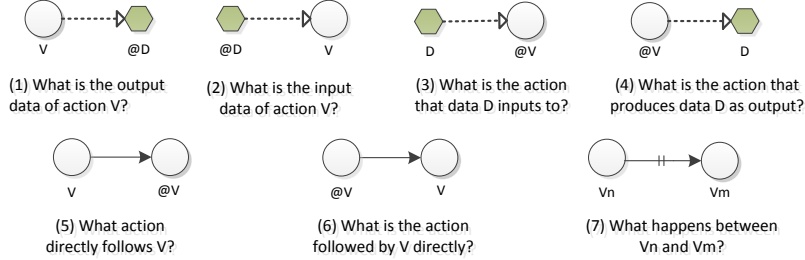 V @D @D V D @V @V D
(1) What is the output
data of action V?
(2) What is the input
data of action V?
(3) What is the action
that data D inputs to?
(4) What is the action that
produces data D as output?
V @V @V V Vn Vm
(5) What action
directly follows V?
(6) What is the action
followed by V directly?
(7) What happens between
Vn and Vm?